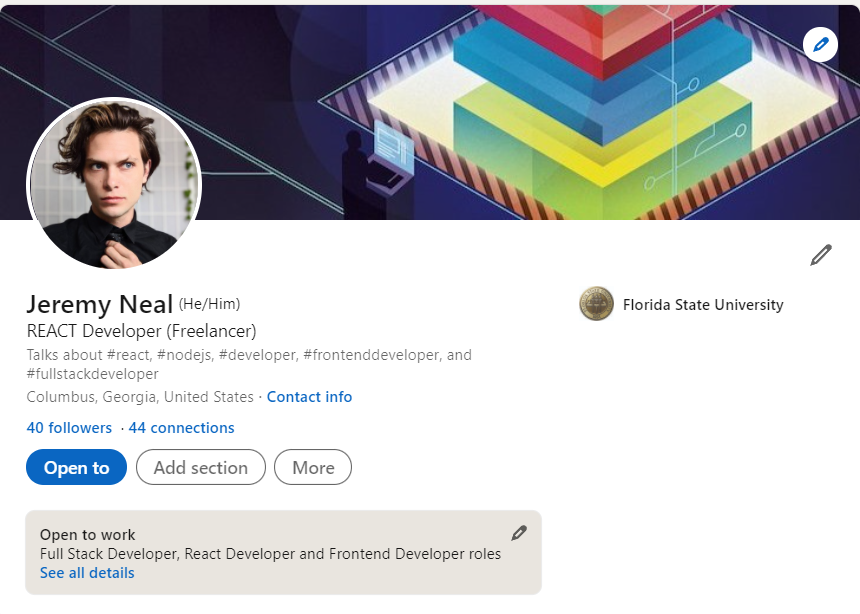 Jeremy Neal (He/Him)
Florida State University
REACT Developer (Freelancer)
Talks about #react, #nodejs, #developer, #frontenddeveloper, and
#fullstackdeveloper
Columbus, Georgia, United States · Contact info
40 followers · 44 connections
Open to
Add section
More
Open to work
Full Stack Developer, React Developer and Frontend Developer roles
See all details